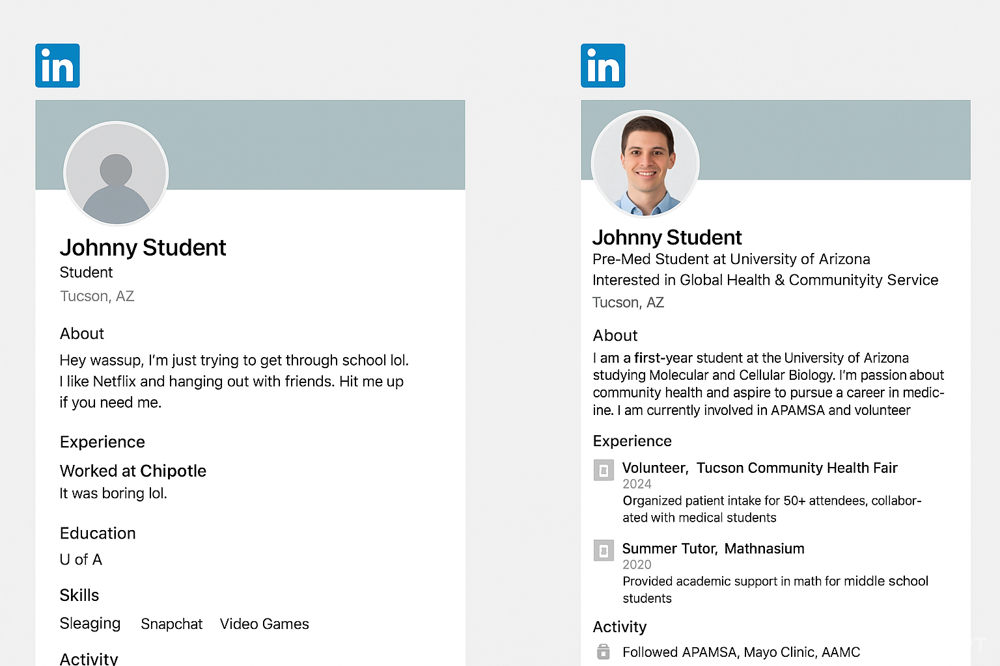 in
Johnny Student
Student
Tucson, AZ
About
Hey wassup, I'm just trying to get through school lol.
I like Netflix and hanging out with friends. Hit me up
if you need me.
Experience
Worked at Chipotle
It was boring lol.
Education
U of A
Skills
Sleaging Snapchat Video Games
Activity
in
Johnny Student
Pre-Med Student at University of Arizona
Interested in Global Health & Communityity Service
Tucson, AZ
About
I am a first-year student at the University of Arizona
studying Molecular and Cellular Biology. I'm passion about
community health and aspire to pursue a career in medic-
ine. I am currently involved in APAMSA and volunteer
Experience
Volunteer, Tucson Community Health Fair
2024
Organized patient intake for 50+ attendees, collabor-
ated with medical students
Summer Tutor, Mathnasium
2020
Provided academic support in math for middle school
students
Activity
Followed APAMSA, Mayo Clinic, AAMC